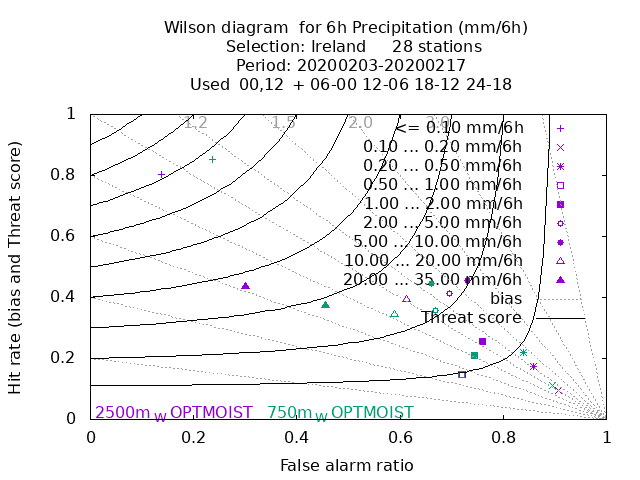 Wilson diagram  for 6h Precipitation (mm/6h)
Selection: Ireland     28 stations
Period: 20200203-20200217
Used  00,12  + 06-00 12-06 18-12 24-18
Hit rate (bias and Threat score)
1
0.8
0.6
0.4
0.2
0
1.2
1.5
2.0
3.0
<= 0.10 mm/6h
0.10 ... 0.20 mm/6h
0.20 ... 0.50 mm/6h
0.50 ... 1.00 mm/6h
1.00 ... 2.00 mm/6h
2.00 ... 5.00 mm/6h
5.00 ... 10.00 mm/6h
10.00 ... 20.00 mm/6h
20.00 ... 35.00 mm/6h
bias
Threat score
2500mWOPTMOIST 750mWOPTMOIST
0 0.2 0.4 0.6 0.8 1
False alarm ratio